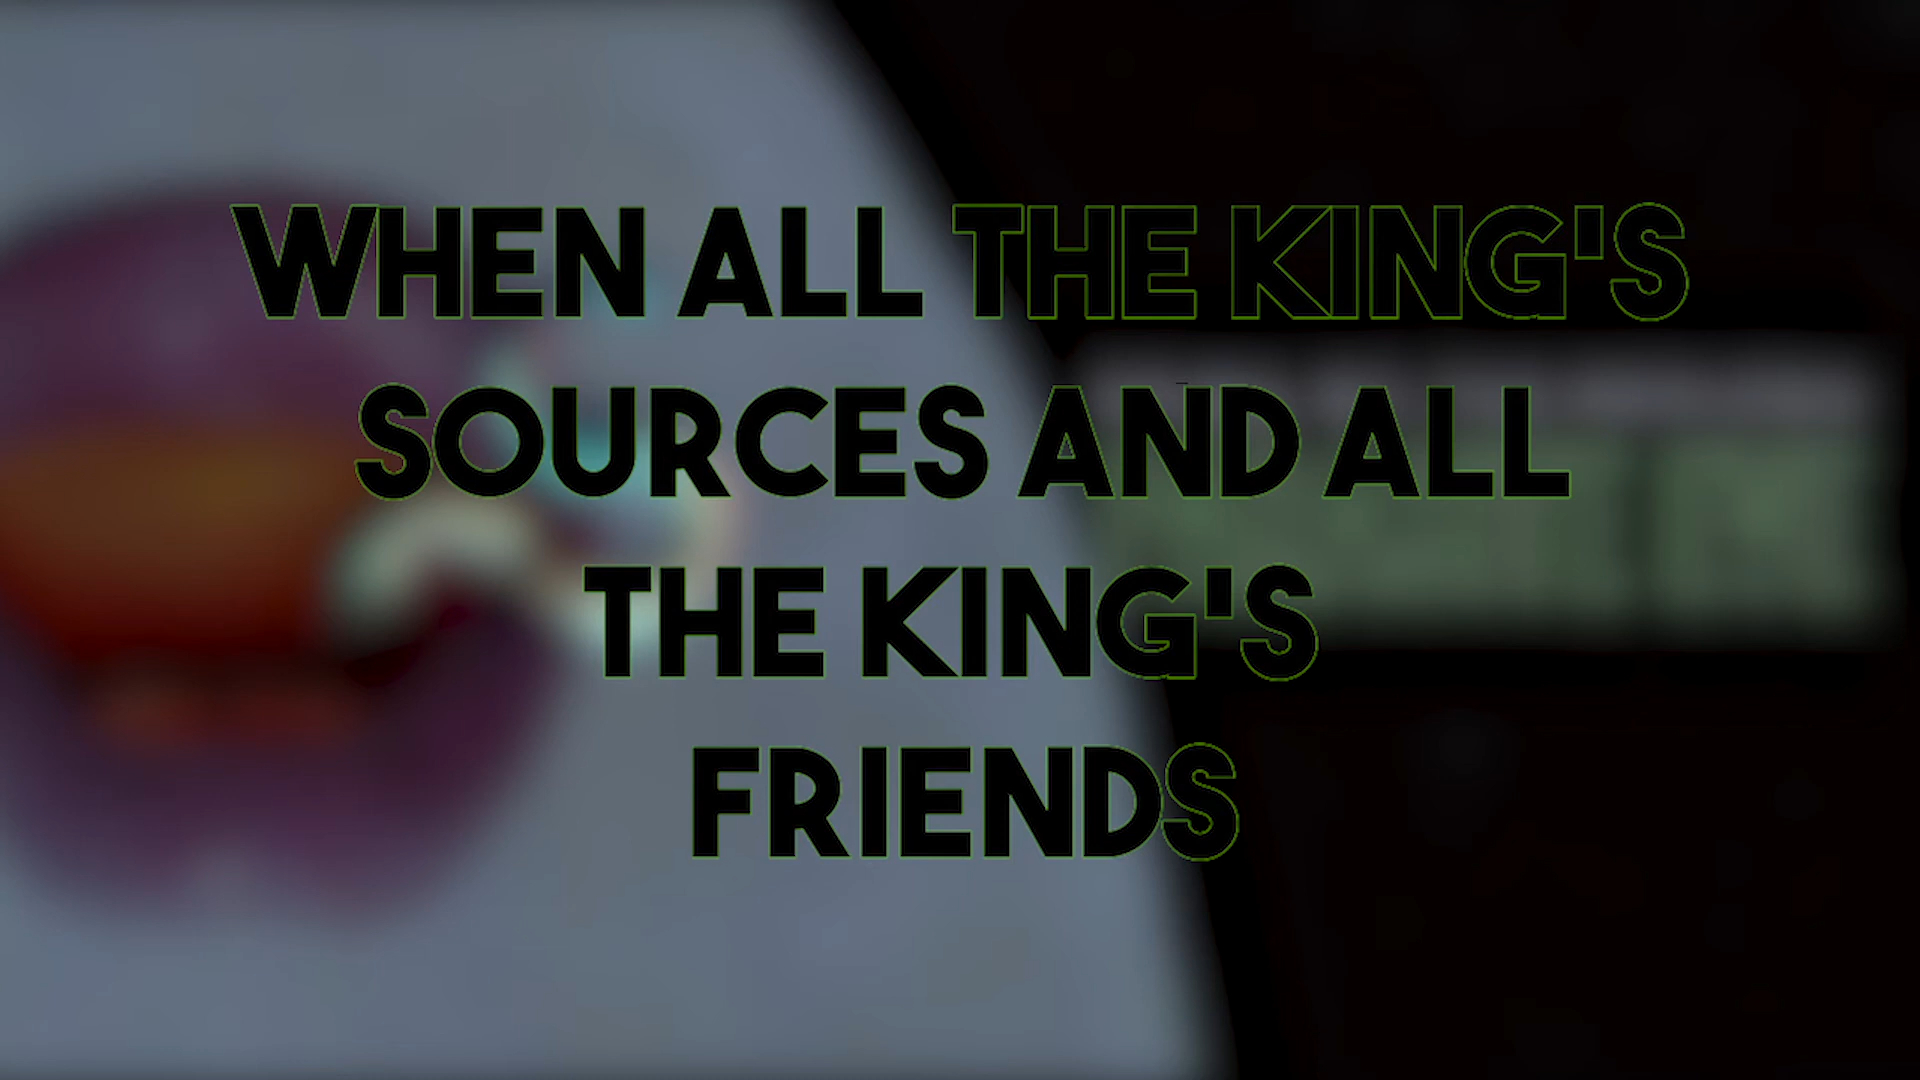 WHEN ALL THE KING'S
SOURCES AND ALL
THE KING'S
FRIENDS